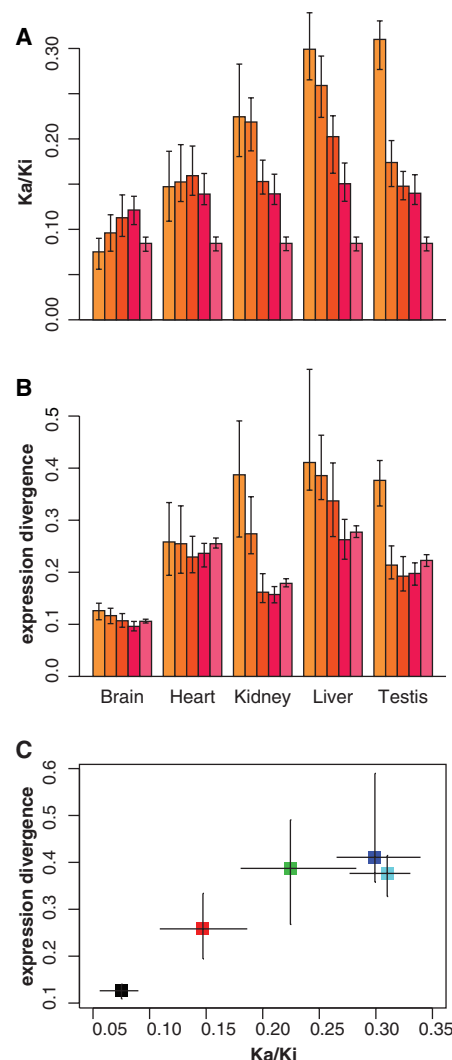 A
Ka/Ki
0.30
0.20
0.10
0.00
B
expression divergence
0.5
0.4
0.3
0.2
0.1
0.0
Brain Heart Kidney Liver Testis
C
expression divergence
0.6
0.5
0.4
0.3
0.2
0.1
0.05 0.10 0.15 0.20 0.25 0.30 0.35
Ka/Ki